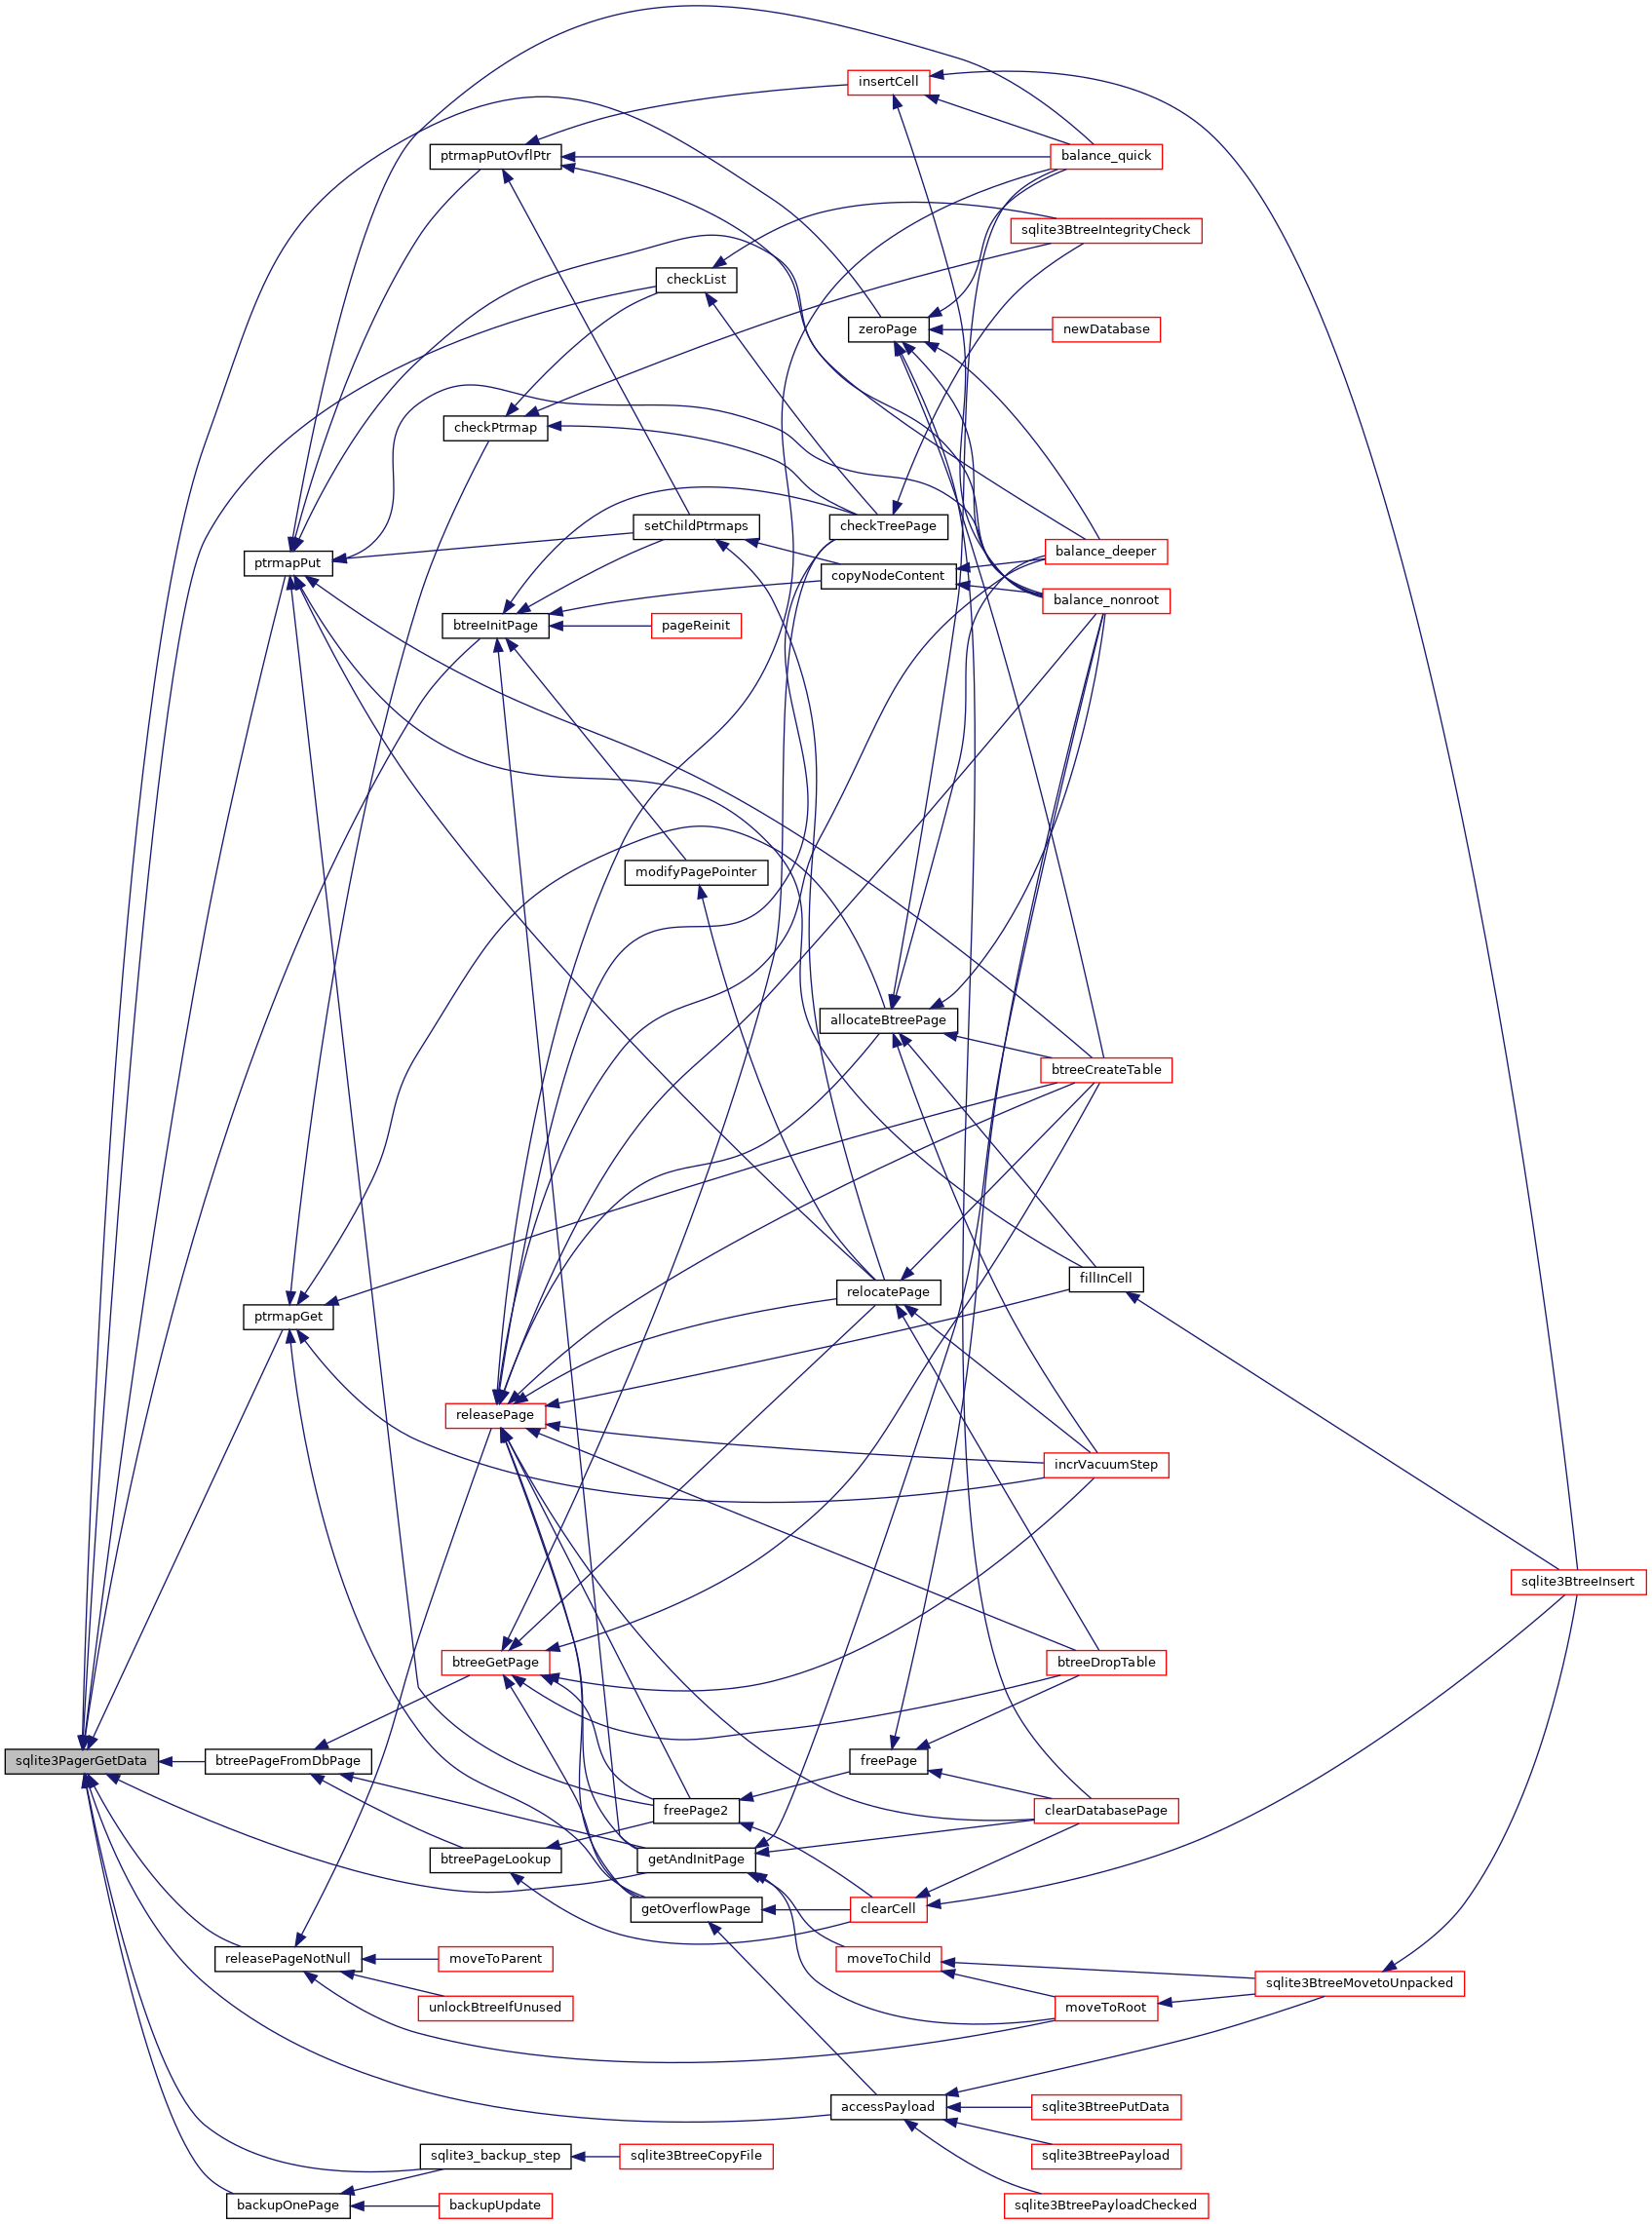 insertCell
ptrmapPutOvflPtr
balance_quick
sqlite3BtreeIntegrityCheck
checkList
zeroPage
newDatabase
checkPtrmap
setChildPtrmaps
checkTreePage
balance_deeper
ptrmapPut
copyNodeContent
balance_nonroot
btreeInitPage
pageReinit
modifyPagePointer
allocateBtreePage
btreeCreateTable
fillInCell
relocatePage
ptrmapGet
releasePage
incrVacuumStep
sqlite3BtreeInsert
btreeGetPage
btreeDropTable
sqlite3PagerGetData
btreePageFromDbPage
freePage
freePage2
clearDatabasePage
btreePageLookup
getAndInitPage
getOverflowPage
clearCell
releasePageNotNull
moveToParent
moveToChild
sqlite3BtreeMovetoUnpacked
unlockBtreeIfUnused
moveToRoot
accessPayload
sqlite3BtreePutData
sqlite3_backup_step
sqlite3BtreeCopyFile
sqlite3BtreePayload
backupOnePage
backupUpdate
sqlite3BtreePayloadChecked